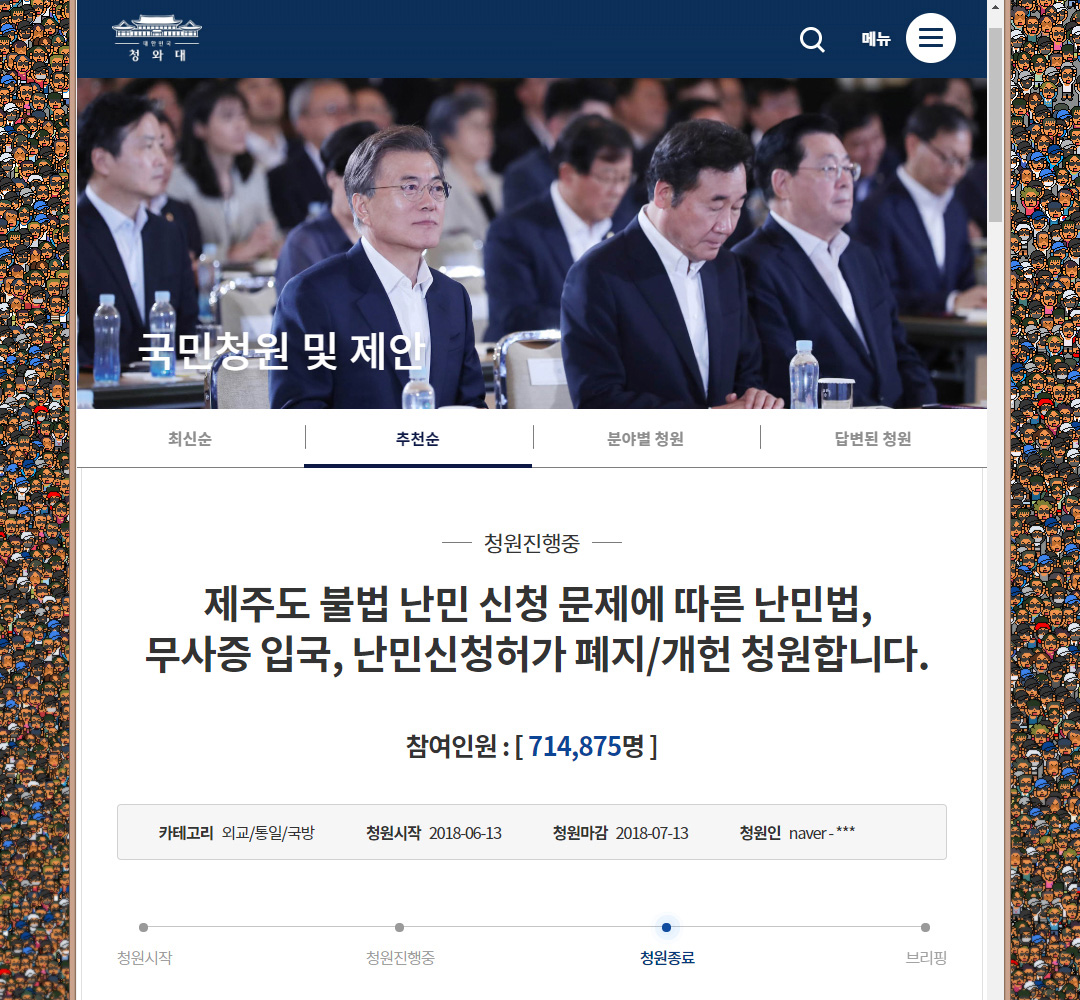 대한민국
청와대
메뉴
국민청원 및 제안
최신순
추천순
분야별 청원
답변된 청원
청원진행중
제주도 불법 난민 신청 문제에 따른 난민법,
무사증 입국, 난민신청허가 폐지/개헌 청원합니다.
참여인원 : [ 714,875명 ]
카테고리 외교/통일/국방 청원시작 2018-06-13 청원마감 2018-07-13 청원인 naver - ***
청원시작
청원진행중
청원종료
브리핑